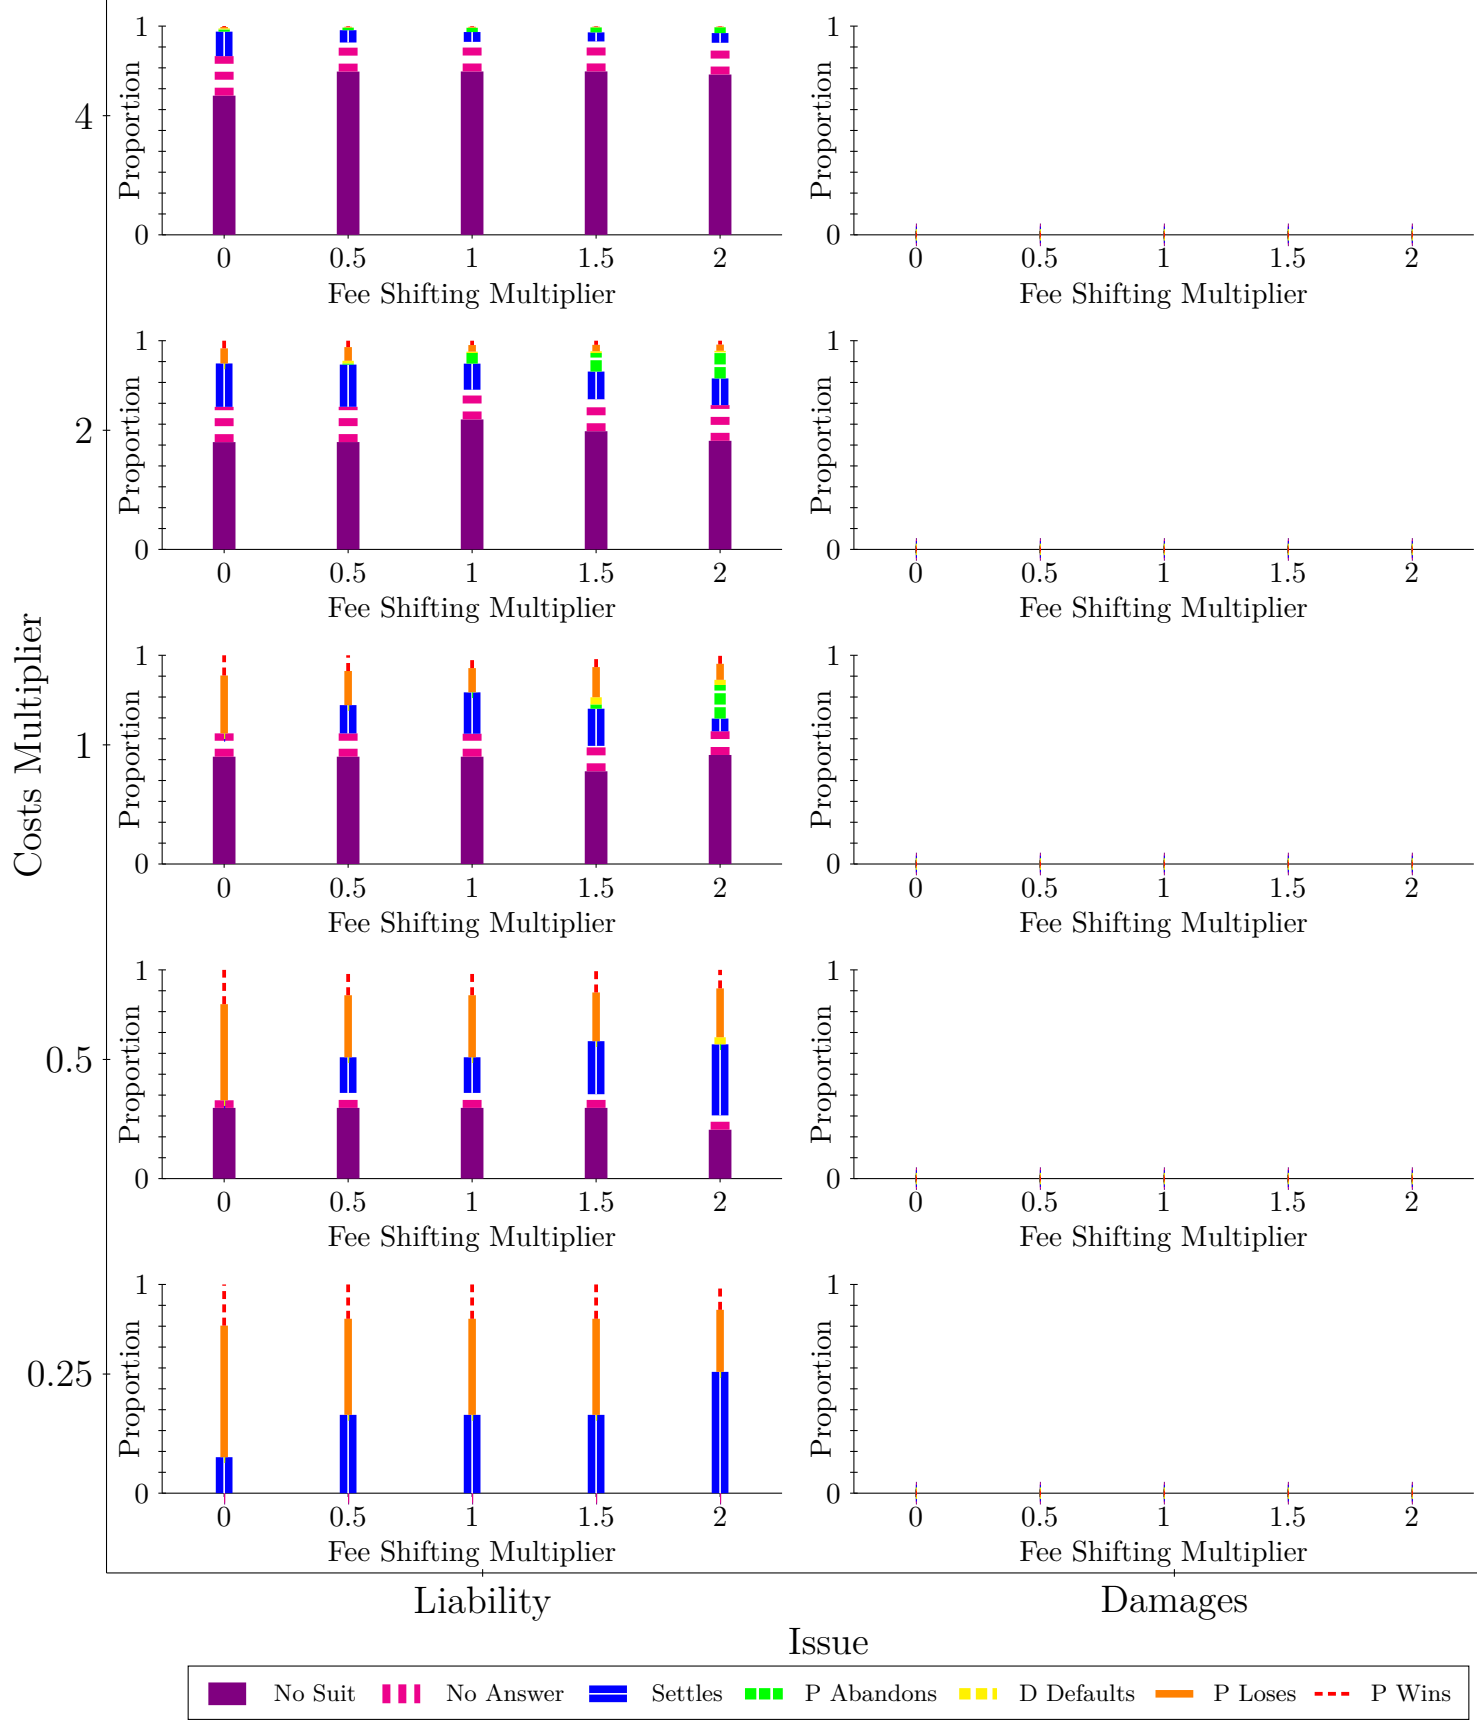 1
Proportion
0
0 0.5 1 1.5 2
Fee Shifting Multiplier
1
Proportion
0
0 0.5 1 1.5 2
Fee Shifting Multiplier
4
1
Proportion
0
0 0.5 1 1.5 2
Fee Shifting Multiplier
1
Proportion
0
0 0.5 1 1.5 2
Fee Shifting Multiplier
2
Costs Multiplier
1
Proportion
0
0 0.5 1 1.5 2
Fee Shifting Multiplier
1
Proportion
0
0 0.5 1 1.5 2
Fee Shifting Multiplier
1
1
Proportion
0
0 0.5 1 1.5 2
Fee Shifting Multiplier
1
Proportion
0
0 0.5 1 1.5 2
Fee Shifting Multiplier
0.5
1
Proportion
0
0 0.5 1 1.5 2
Fee Shifting Multiplier
1
Proportion
0
0 0.5 1 1.5 2
Fee Shifting Multiplier
0.25
Liability Damages
Issue
No Suit No Answer Settles P Abandons D Defaults P Loses P Wins